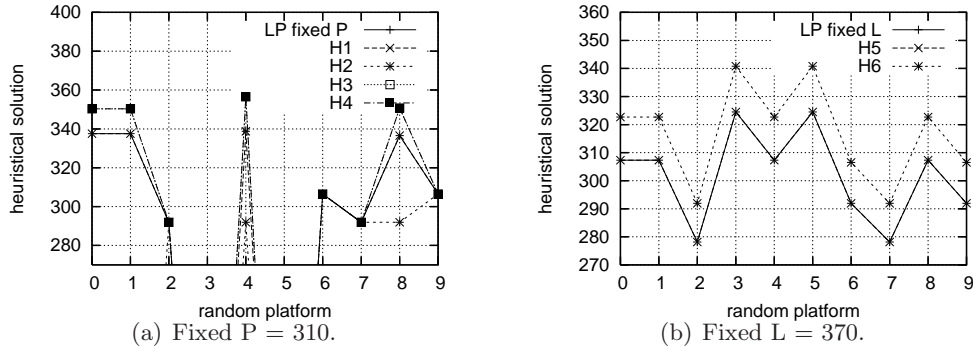 400
380
360
340
320
300
280
heuristical solution
LP fixed P
H1
H2
H3
H4
0 1 2 3 4 5 6 7 8 9
random platform
(a) Fixed P = 310.
360
350
340
330
320
310
300
290
280
270
heuristical solution
LP fixed L
H5
H6
0 1 2 3 4 5 6 7 8 9
random platform
(b) Fixed L = 370.